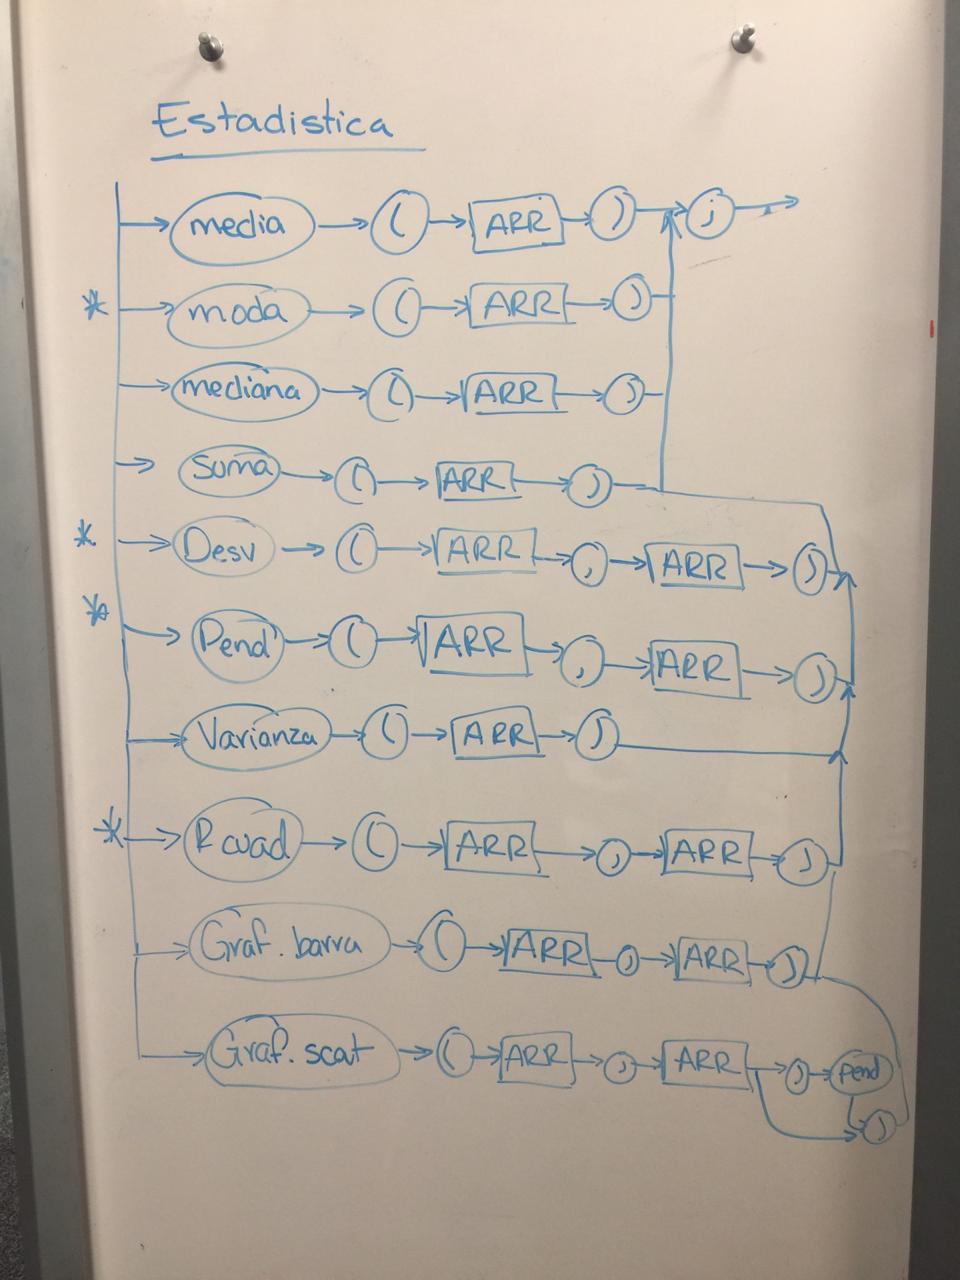 Estadistica
media ( ARR ) ;
* moda ( ARR )
mediana ( ARR )
Suma ( ARR )
* Desv ( ARR , ARR )
* Pend ( ARR , ARR )
Varianza ( ARR )
* R cuad ( ARR , ARR )
Graf. barra ( ARR , ARR )
Graf. scat ( ARR , ARR , Pend
)